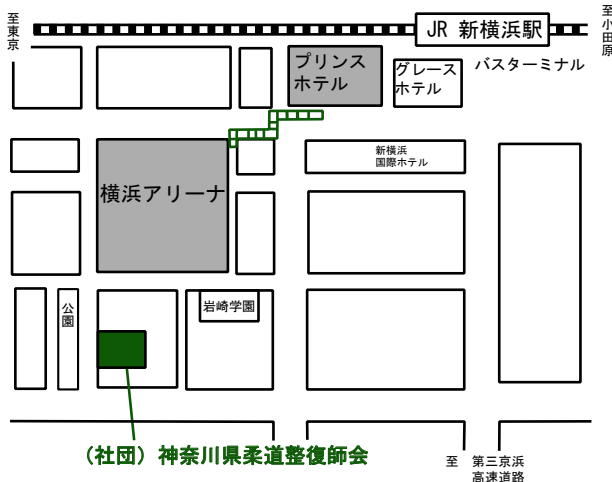 至東京
JR 新横浜駅
至小田原
プリンス
ホテル
グレース
ホテル
バスターミナル
新横浜
国際ホテル
横浜アリーナ
公園
岩崎学園
(社団) 神奈川県柔道整復師会
至 第三京浜
高速道路